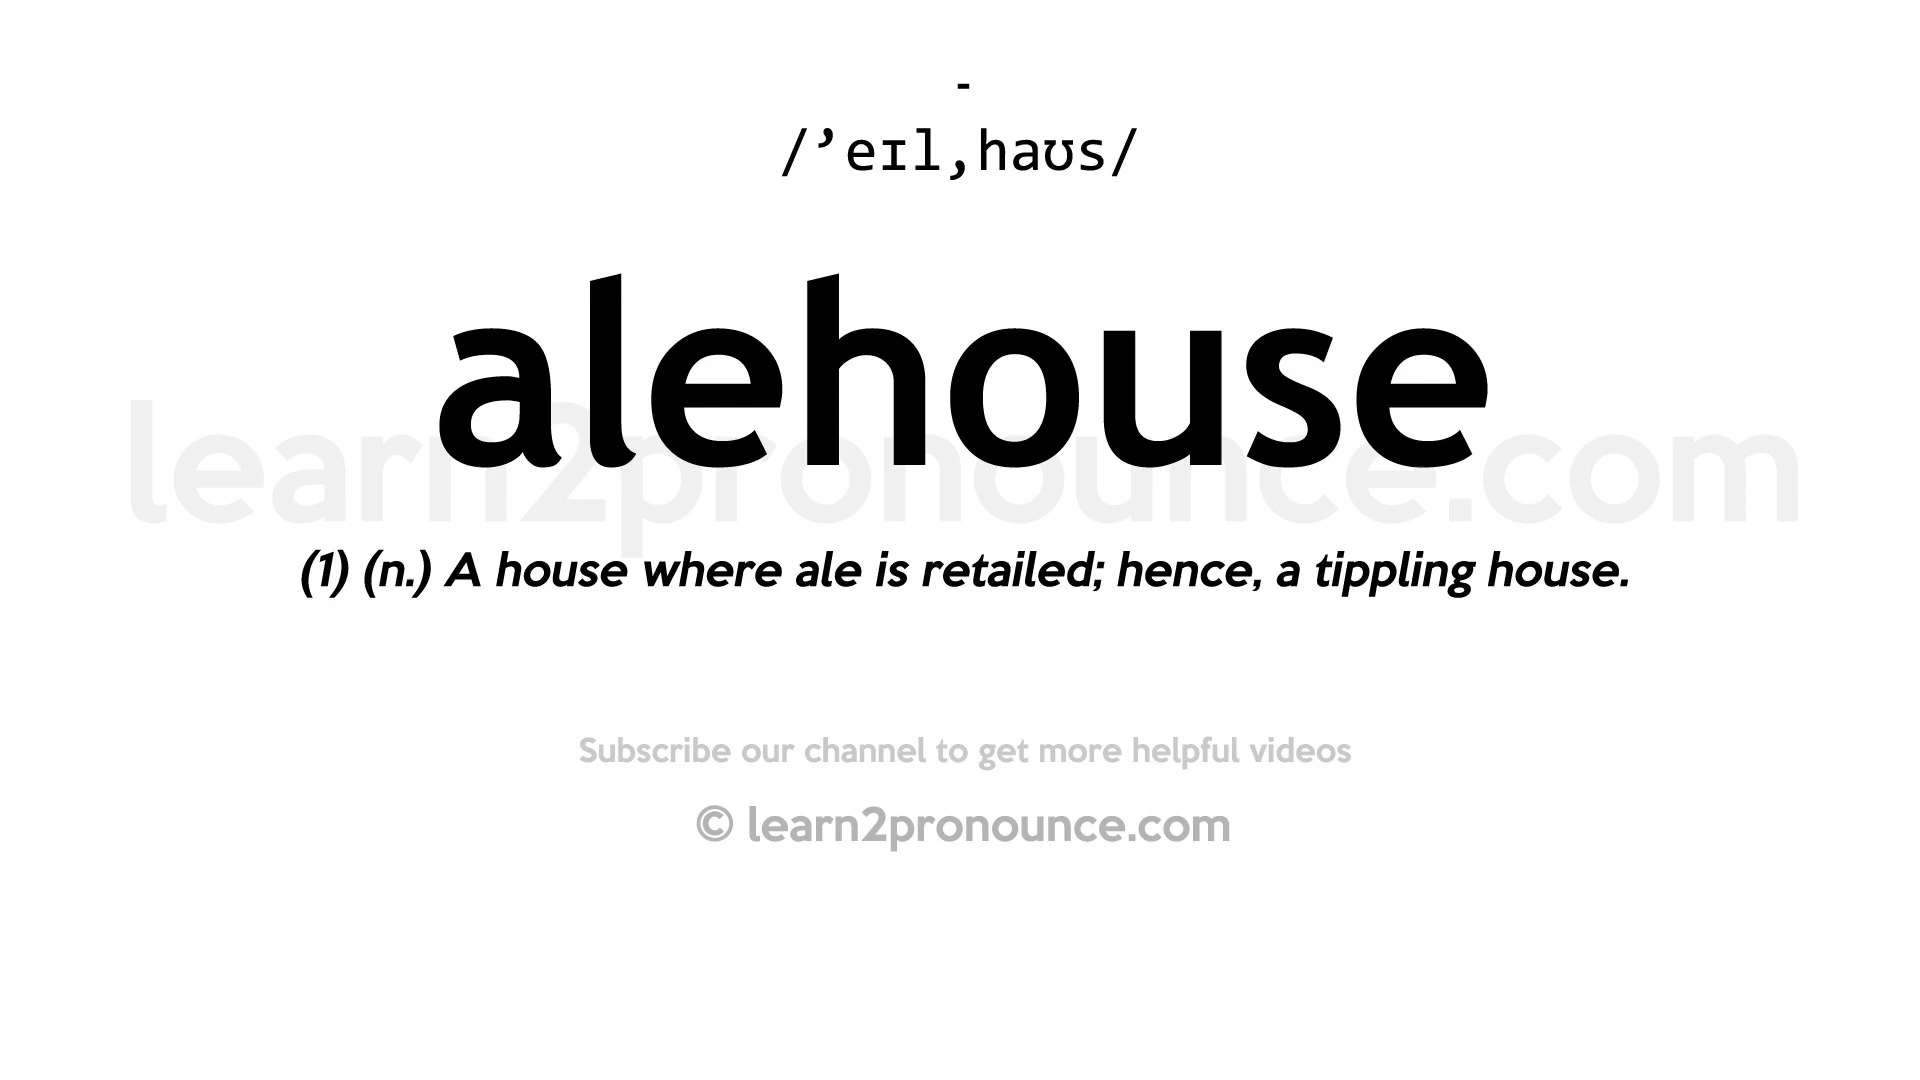 -
/’eɪl,haʊs/
alehouse
learn2pronounce.com
(1) (n.) A house where ale is retailed; hence, a tippling house.
Subscribe our channel to get more helpful videos
© learn2pronounce.com